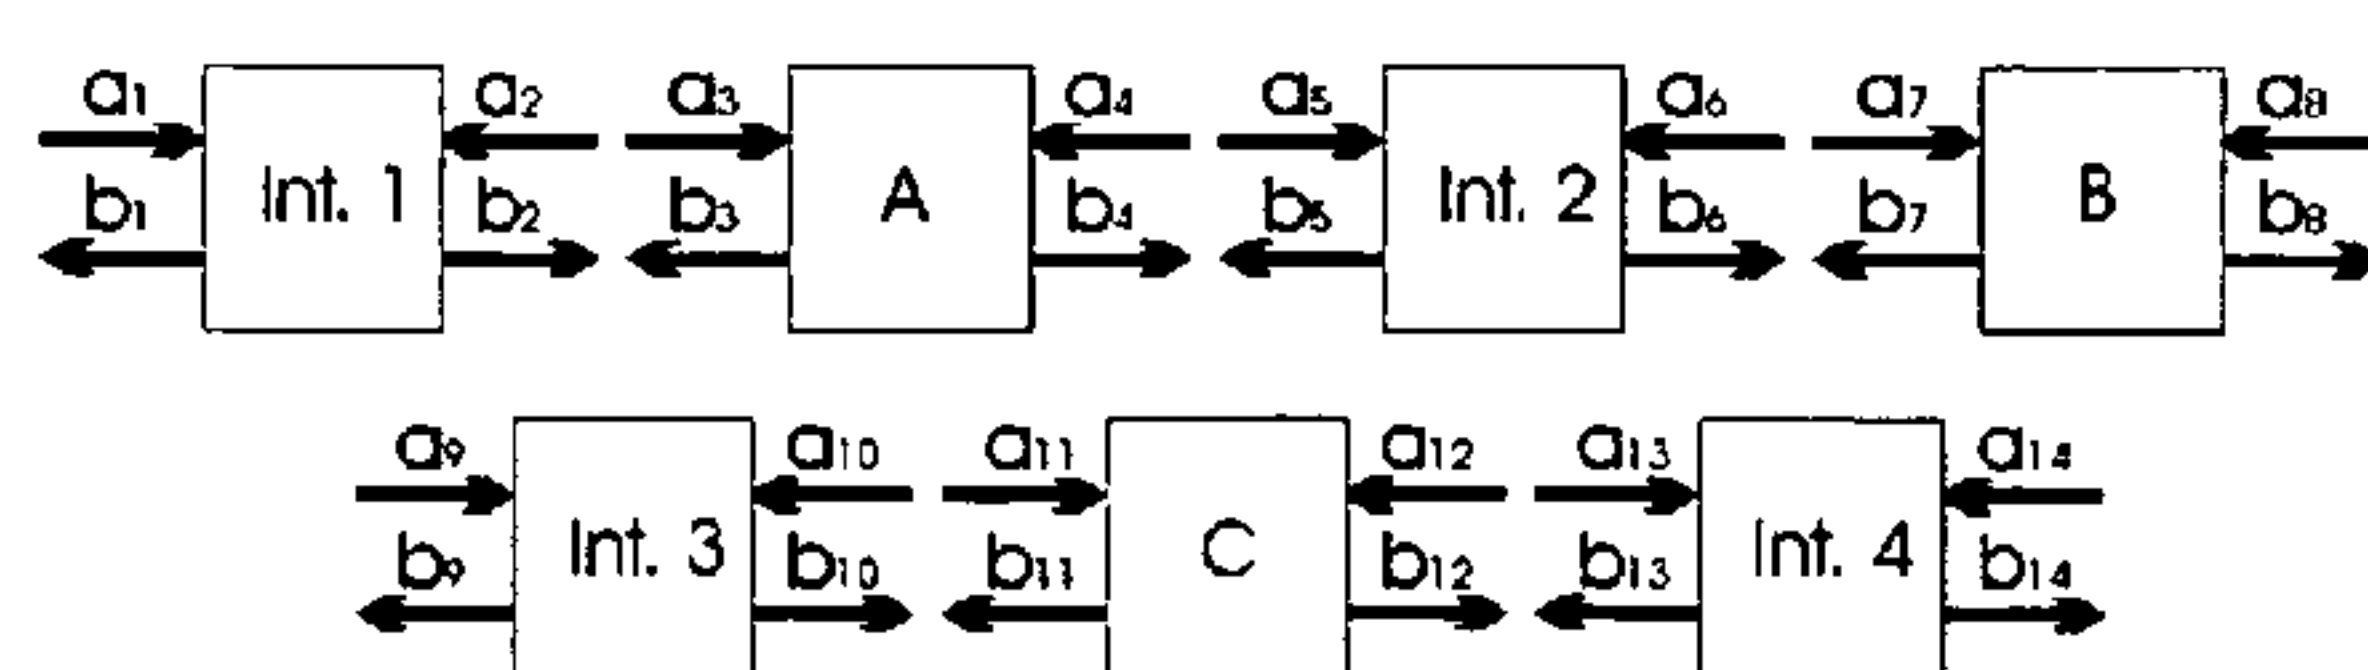 a1 a2 a3 a4 a5 a6 a7 a8
Int. 1 A Int. 2 B
b1 b2 b3 b4 b5 b6 b7 b8
a9 a10 a11 a12 a13 a14
Int. 3 C Int. 4
b9 b10 b11 b12 b13 b14